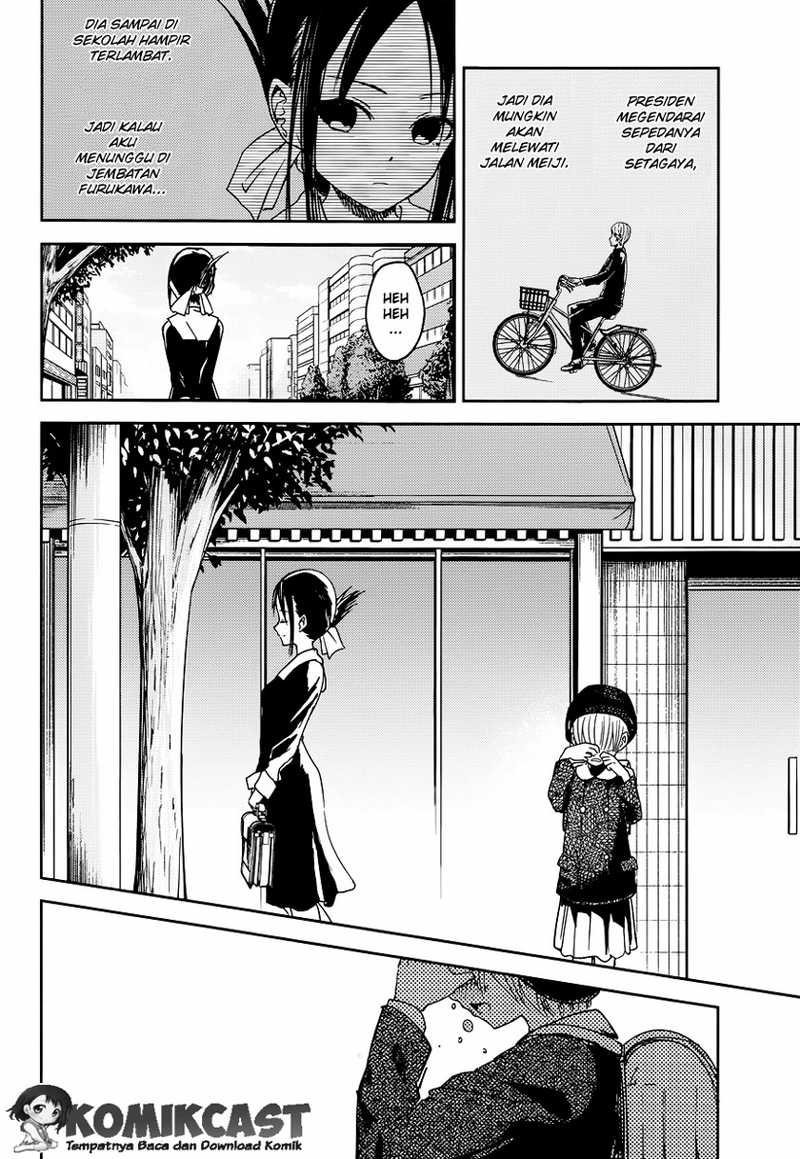 PRESIDEN
MEGENDARAI
SEPEDANYA
DARI
SETAGAYA,
JADI DIA
MUNGKIN
AKAN
MELEWATI
JALAN MEIJI.
DIA SAMPAI DI
SEKOLAH HAMPIR
TERLAMBAT.
JADI KALAU
AKU
MENUNGGU DI
JEMBATAN
FURUKAWA...
HEH
HEH
...
KOMIKCAST
Tempatnya Baca dan Download Komik